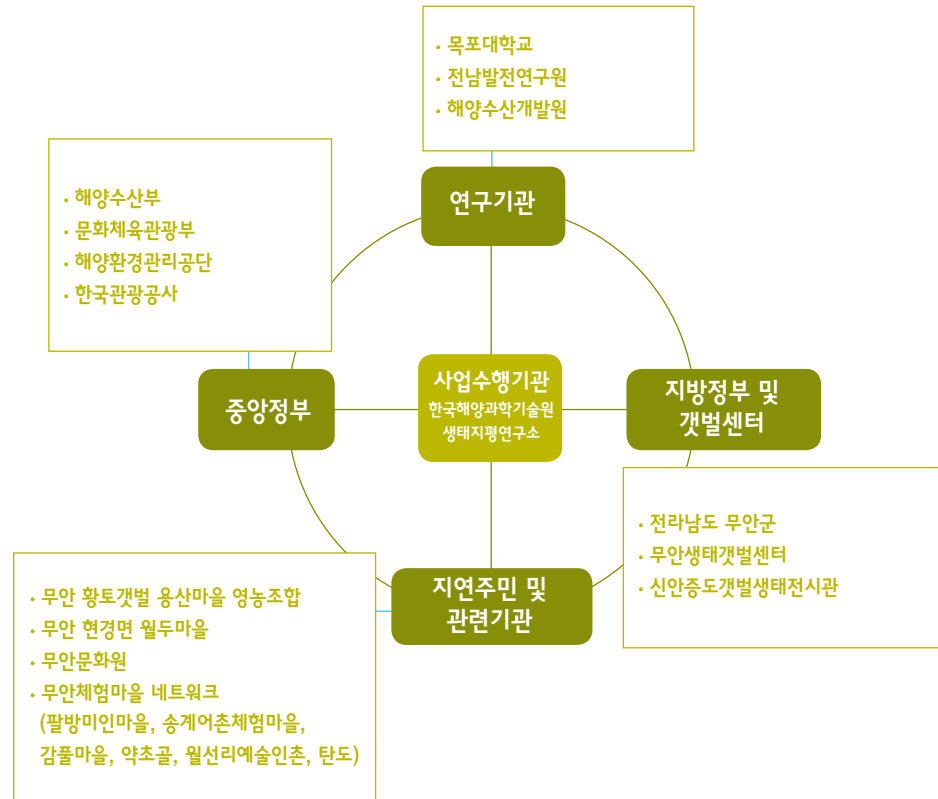 • 목포대학교
• 전남발전연구원
• 해양수산개발원
연구기관
• 해양수산부
• 문화체육관광부
• 해양환경관리공단
• 한국관광공사
중앙정부
사업수행기관
한국해양과학기술원
생태지평연구소
지방정부 및
갯벌센터
• 전라남도 무안군
• 무안생태갯벌센터
• 신안증도갯벌생태전시관
지연주민 및
관련기관
• 무안 황토갯벌 용산마을 영농조합
• 무안 현경면 월두마을
• 무안문화원
• 무안체험마을 네트워크
(팔방미인마을, 송계어촌체험마을,
감풀마을, 약초골, 월선리예술인촌, 탄도)